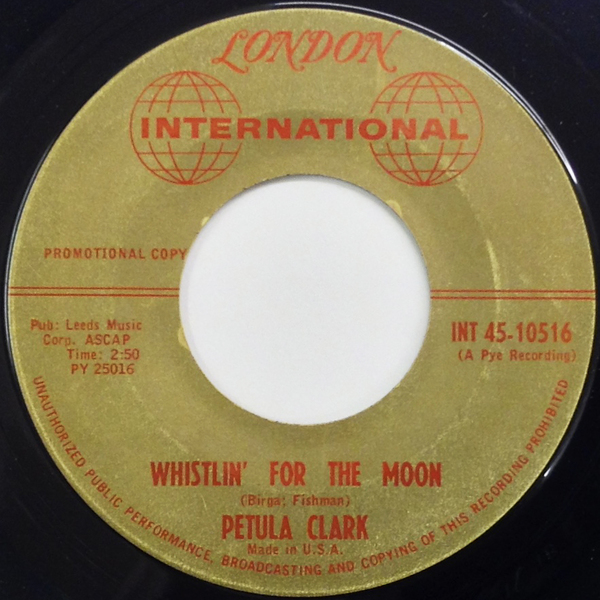 LONDON
INTERNATIONAL
PROMOTIONAL COPY
Pub: Leeds Music
Corp. ASCAP
Time: 2:50
PY 25016
INT 45-10516
(A Pye Recording)
WHISTLIN' FOR THE MOON
(Birga; Fishman)
PETULA CLARK
Made in U.S.A.
UNAUTHORIZED PUBLIC PERFORMANCE, BROADCASTING AND COPYING OF THIS RECORDING PROHIBITED